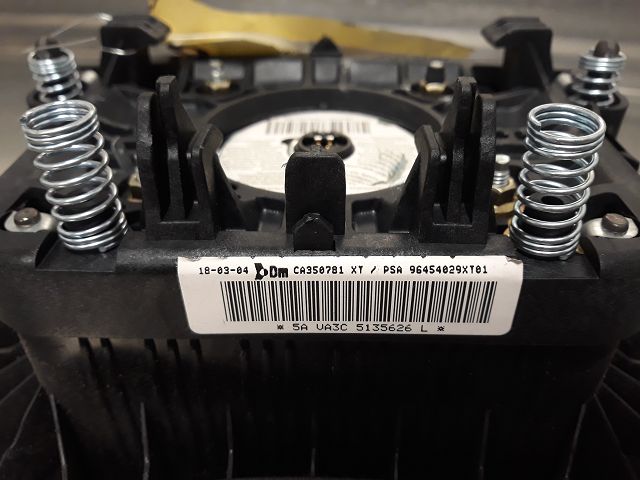 18-03-04 Dm CA350781 XT / PSA 96454029XT01
* 5A VA3C 5135626 L *